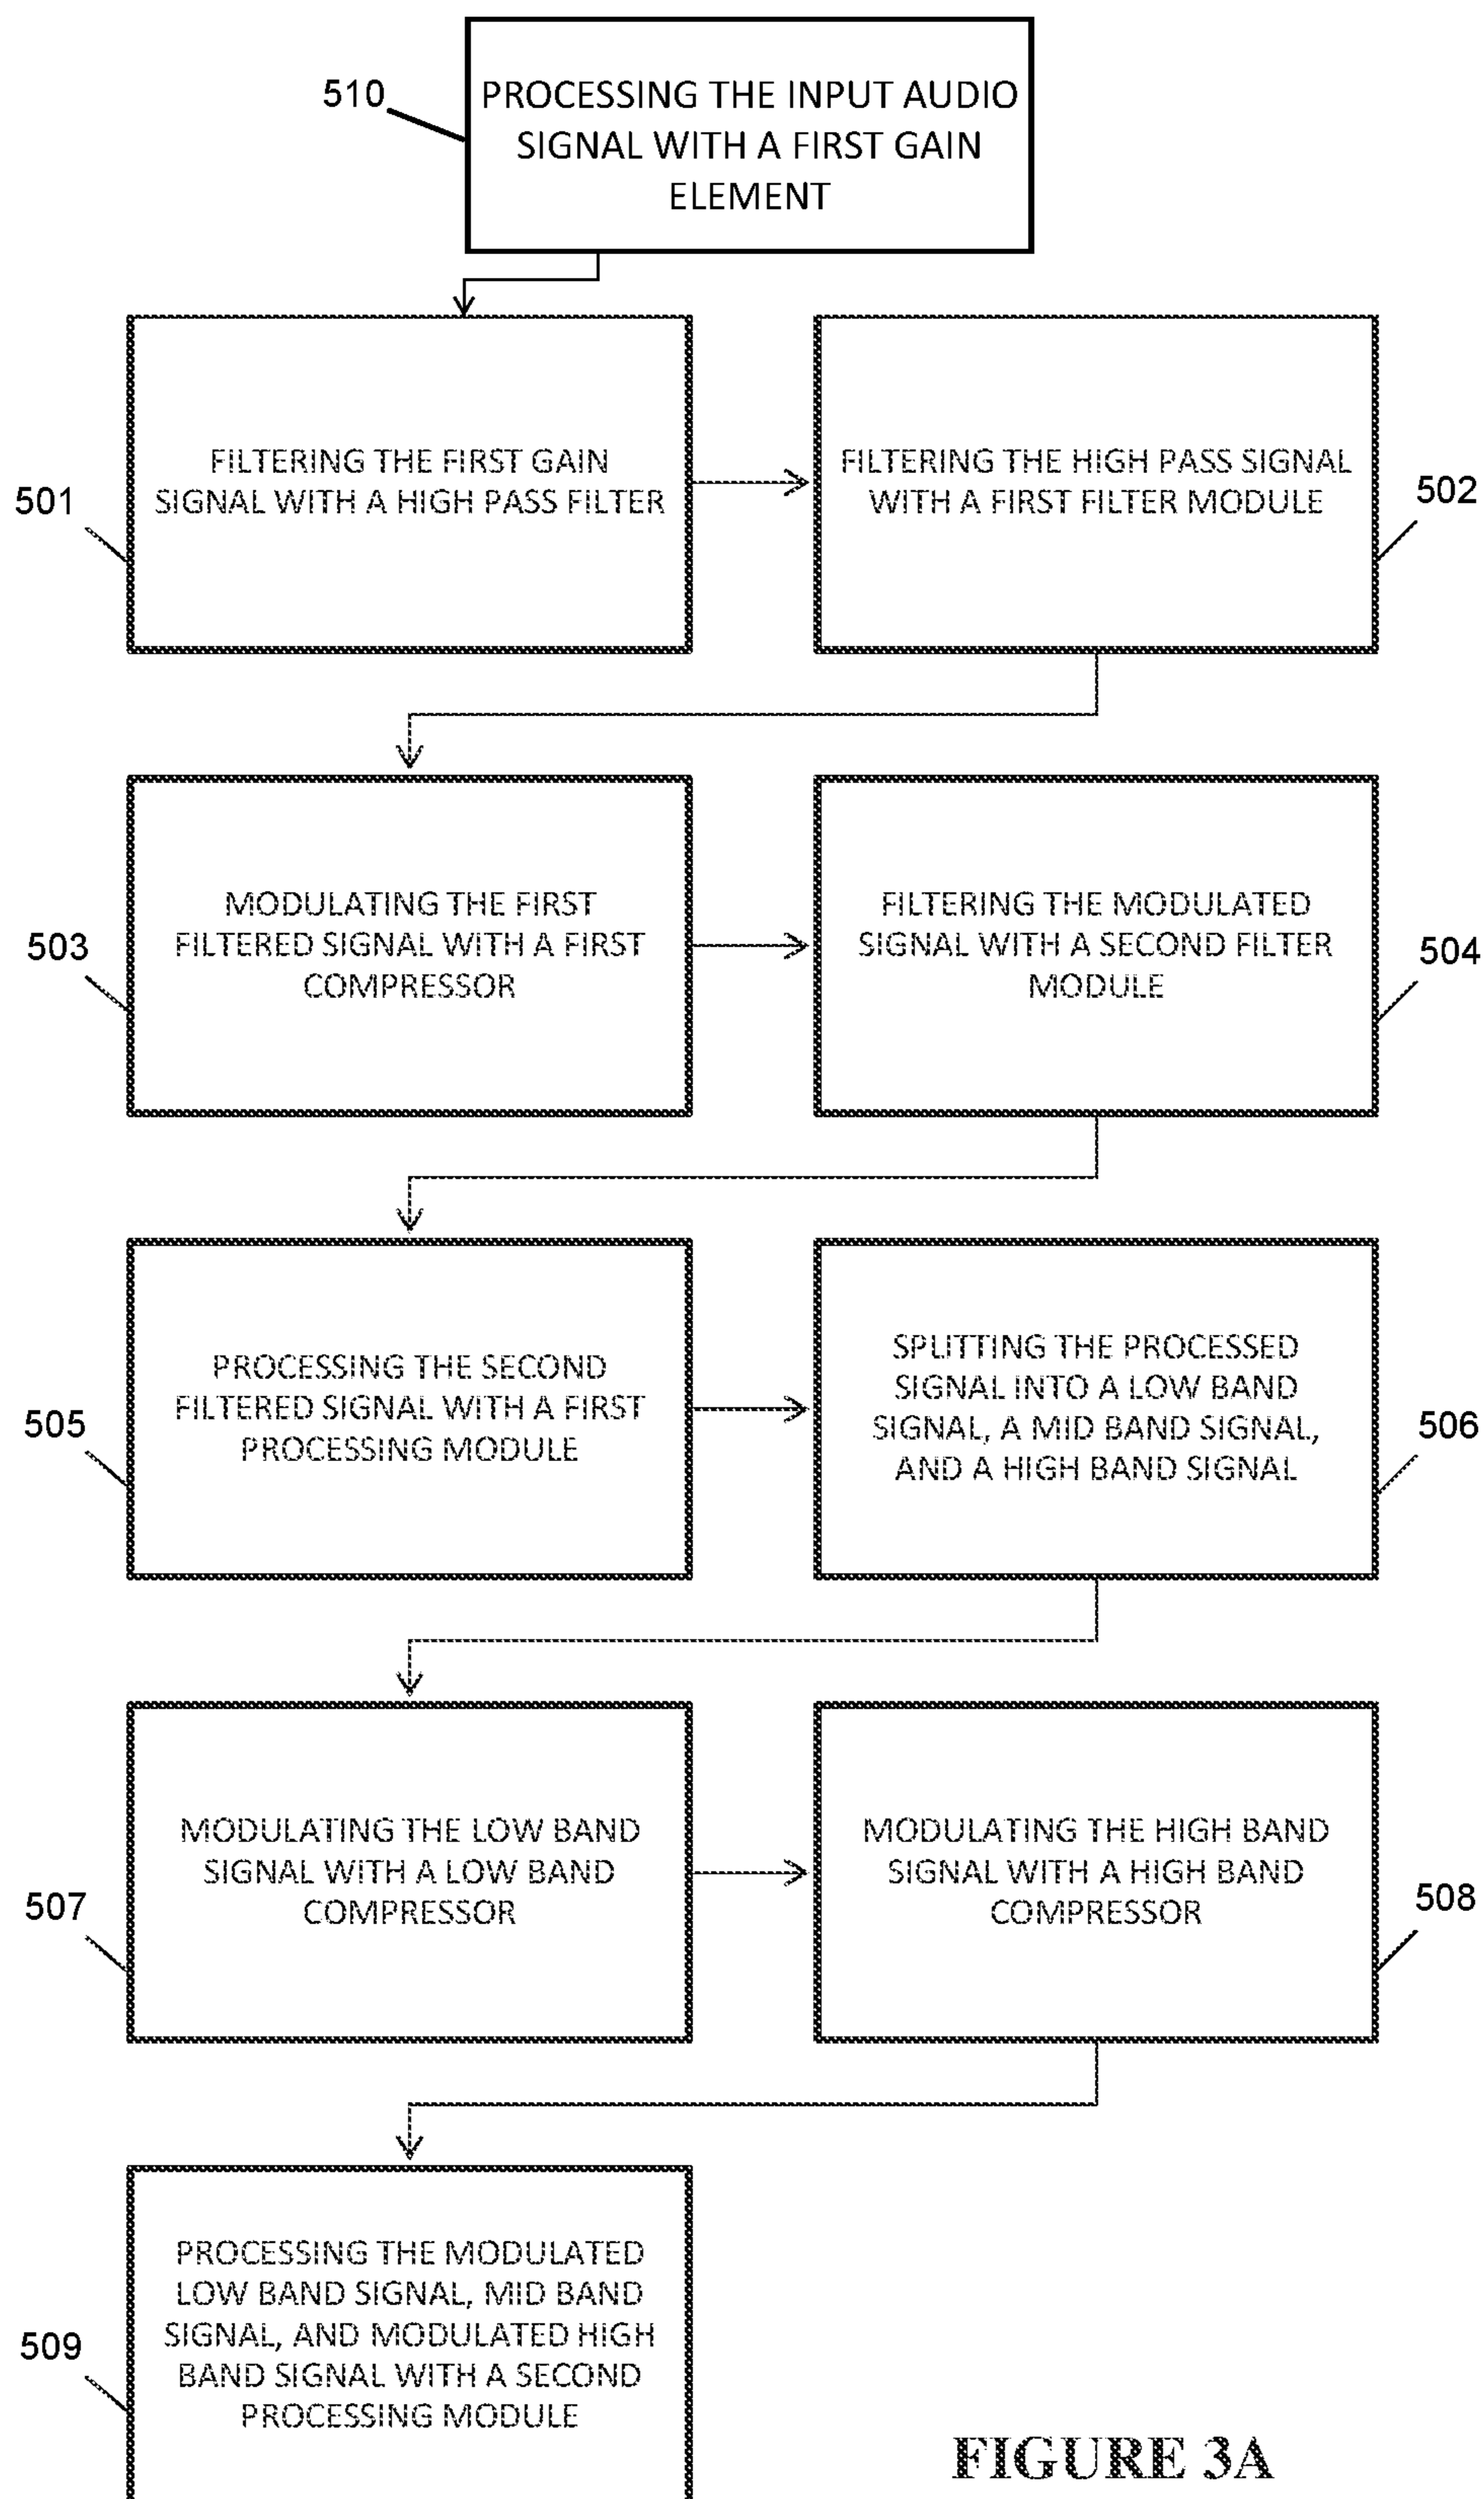 510
PROCESSING THE INPUT AUDIO
SIGNAL WITH A FIRST GAIN
ELEMENT
501
FILTERING THE FIRST GAIN
SIGNAL WITH A HIGH PASS FILTER
FILTERING THE HIGH PASS SIGNAL
WITH A FIRST FILTER MODULE
502
503
MODULATING THE FIRST
FILTERED SIGNAL WITH A FIRST
COMPRESSOR
FILTERING THE MODULATED
SIGNAL WITH A SECOND FILTER
MODULE
504
505
PROCESSING THE SECOND
FILTERED SIGNAL WITH A FIRST
PROCESSING MODULE
SPLITTING THE PROCESSED
SIGNAL INTO A LOW BAND
SIGNAL, A MID BAND SIGNAL,
AND A HIGH BAND SIGNAL
506
507
MODULATING THE LOW BAND
SIGNAL WITH A LOW BAND
COMPRESSOR
MODULATING THE HIGH BAND
SIGNAL WITH A HIGH BAND
COMPRESSOR
508
509
PROCESSING THE MODULATED
LOW BAND SIGNAL, MID BAND
SIGNAL, AND MODULATED HIGH
BAND SIGNAL WITH A SECOND
PROCESSING MODULE
FIGURE 3A